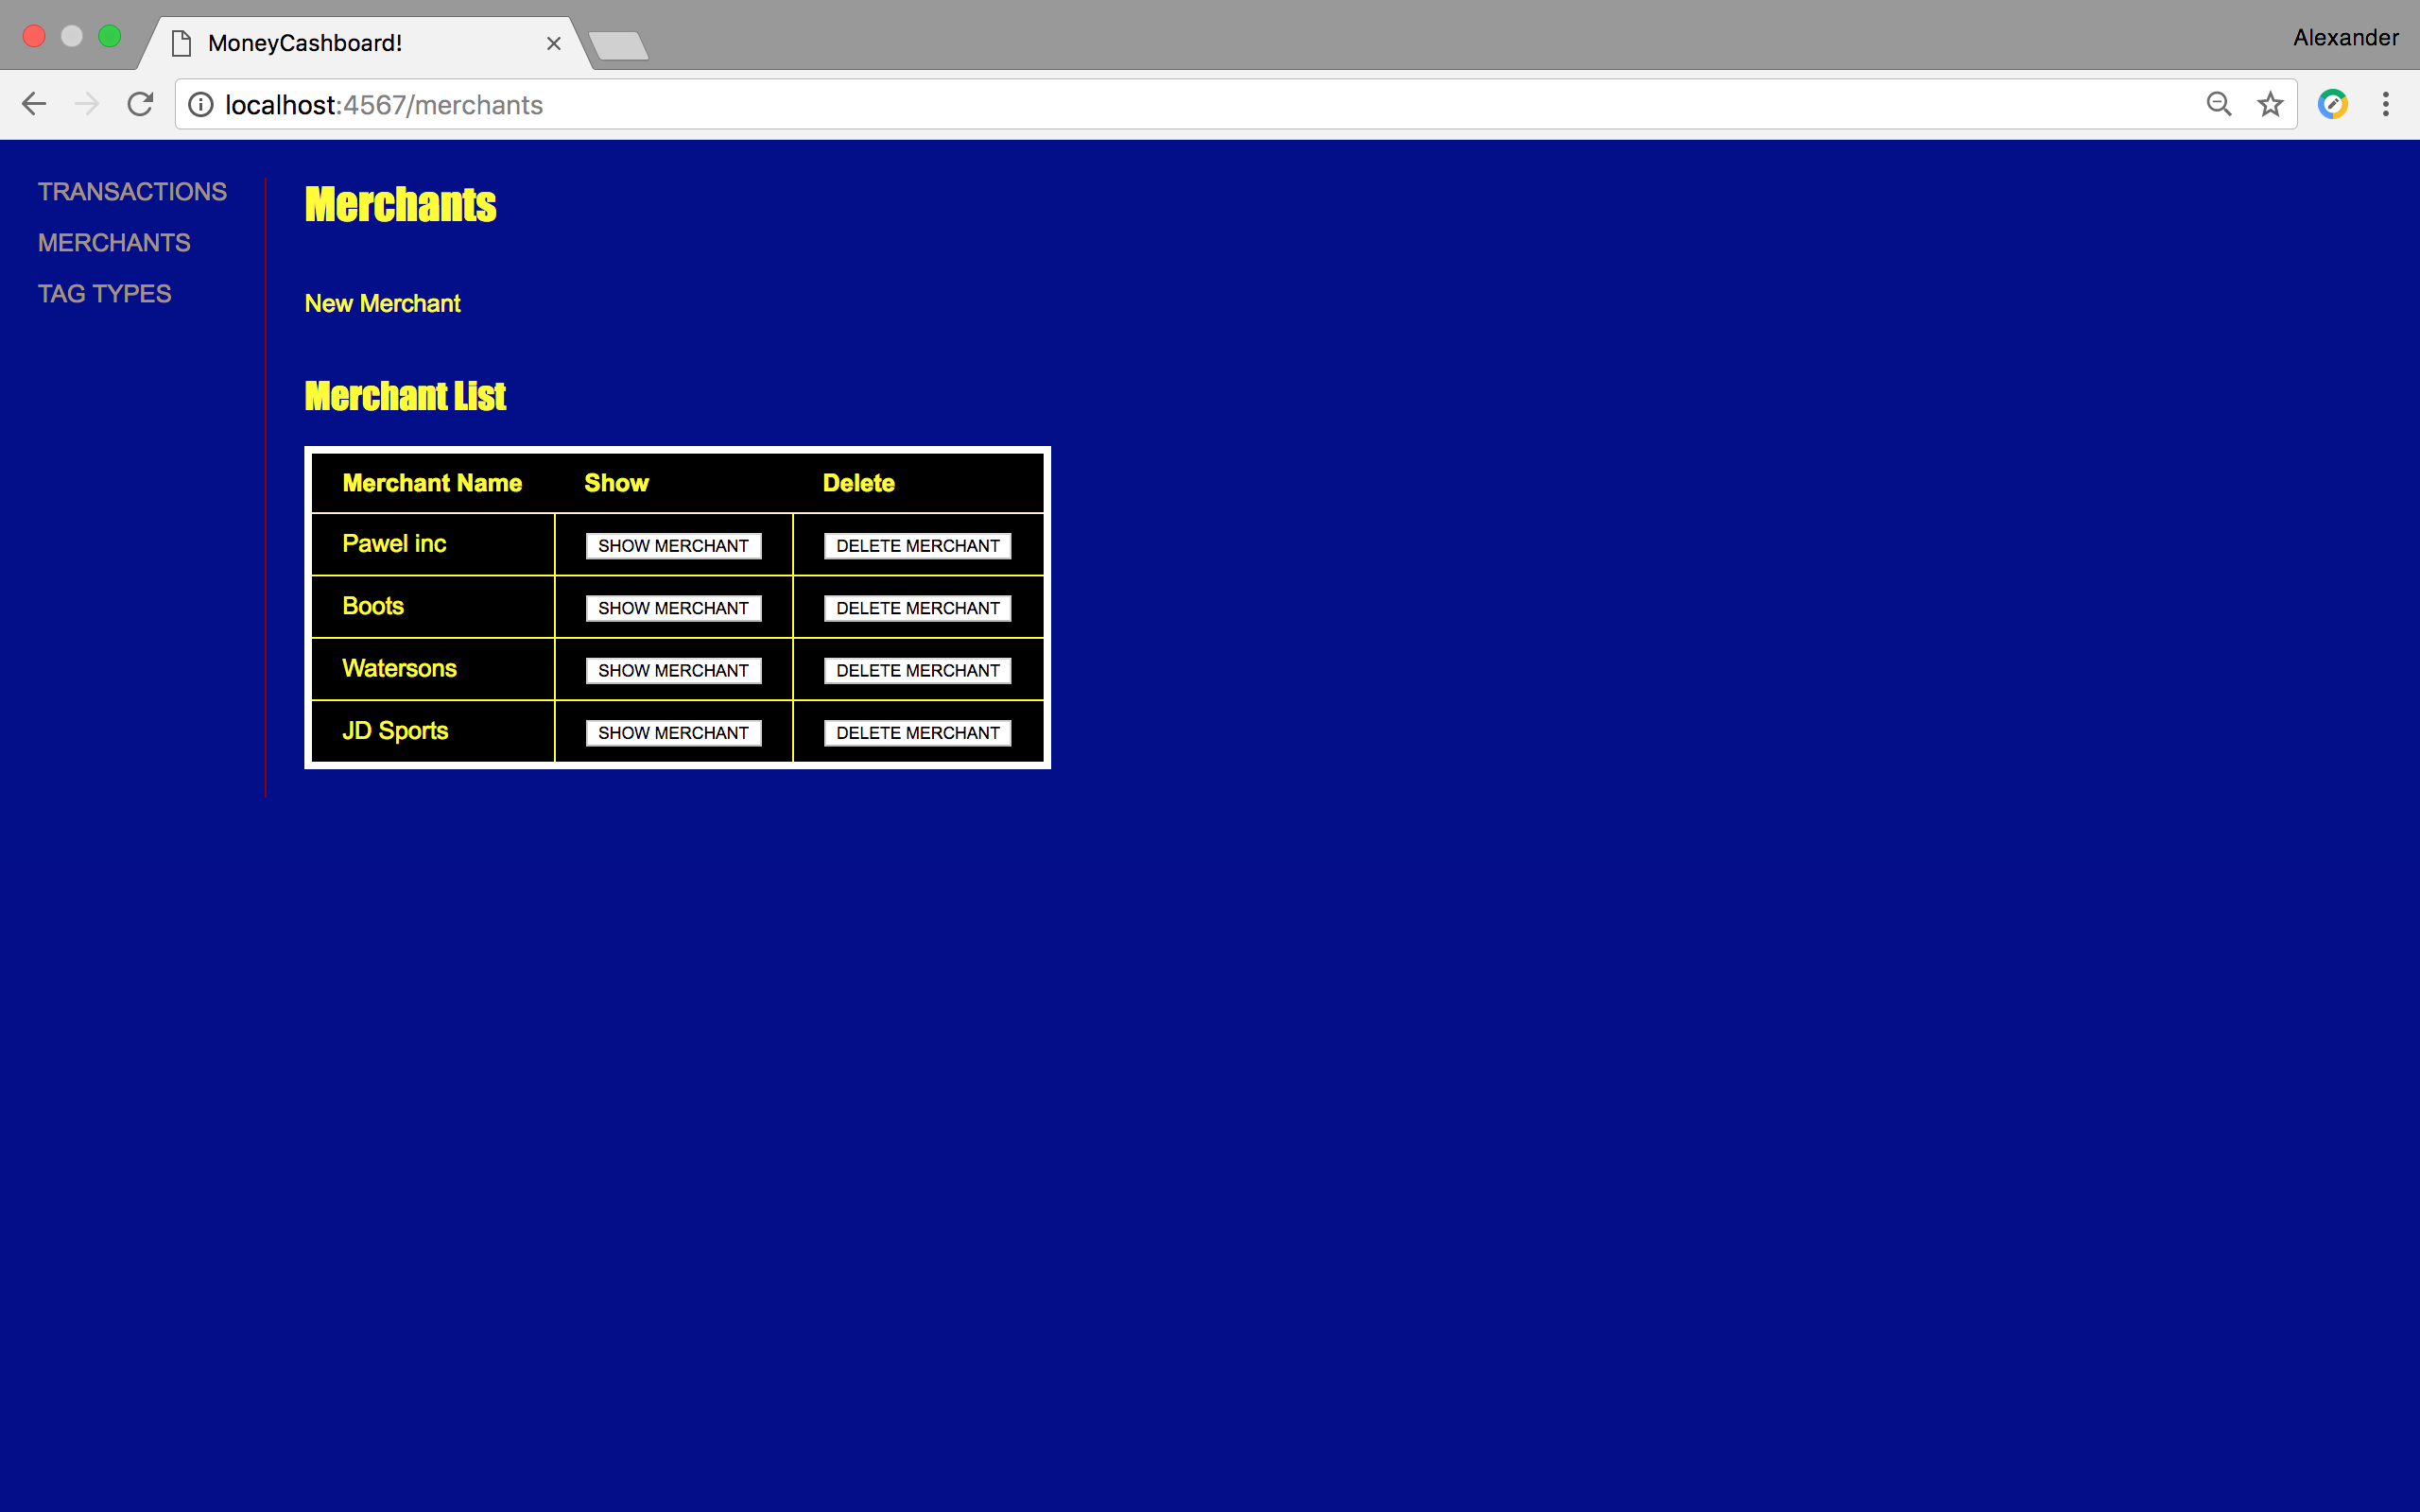 MoneyCashboard!
Alexander
localhost:4567/merchants
TRANSACTIONS
MERCHANTS
TAG TYPES
Merchants
New Merchant
Merchant List
Merchant Name Show Delete
Pawel inc SHOW MERCHANT DELETE MERCHANT
Boots SHOW MERCHANT DELETE MERCHANT
Watersons SHOW MERCHANT DELETE MERCHANT
JD Sports SHOW MERCHANT DELETE MERCHANT